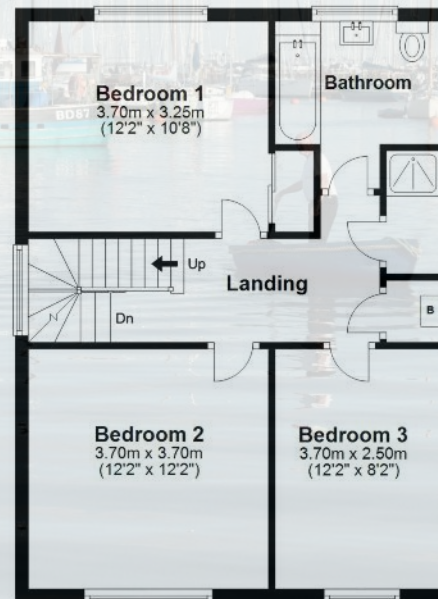 Bedroom 1
3.70m x 3.25m
(12'2" x 10'8")
Bathroom
BD87
Up
Landing
Dn
B
Bedroom 2
3.70m x 3.70m
(12'2" x 12'2")
Bedroom 3
3.70m x 2.50m
(12'2" x 8'2")